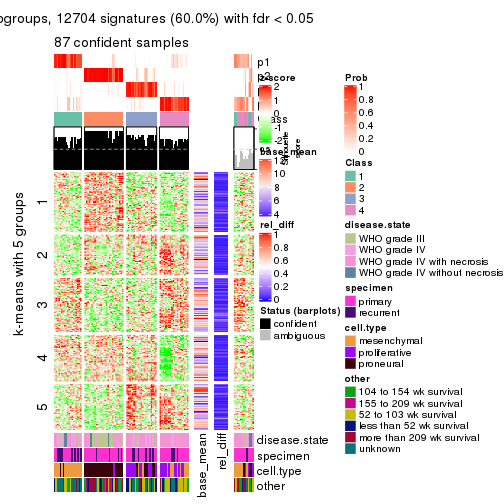 ogroups, 12704 signatures (60.0%) with fdr < 0.05
87 confident samples
p1
z-score
2
1
0
-1
-2
base_mean
12
10
8
6
4
rel_diff
1
0.8
0.6
0.4
0.2
0
Status (barplots)
confident
ambiguous
Prob
1
0.8
0.6
0.4
0.2
0
Class
1
2
3
4
disease.state
WHO grade III
WHO grade IV
WHO grade IV with necrosis
WHO grade IV without necrosis
specimen
primary
recurrent
cell.type
mesenchymal
proliferative
proneural
other
104 to 154 wk survival
155 to 209 wk survival
52 to 103 wk survival
less than 52 wk survival
more than 209 wk survival
unknown
k-means with 5 groups
1
2
3
4
5
disease.state
specimen
cell.type
other
base_mean
rel_diff